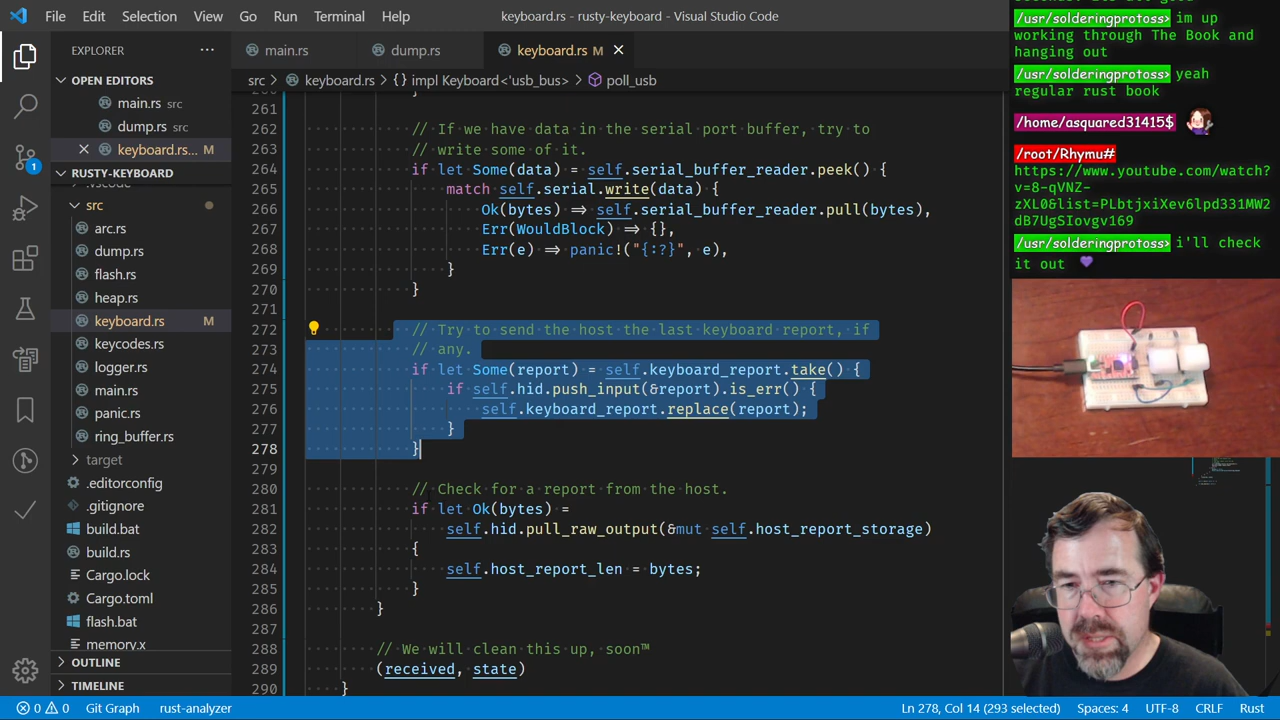 File Edit Selection View Go Run Terminal Help keyboard.rs - rusty-keyboard - Visual Studio Code
EXPLORER
OPEN EDITORS
main.rs src
dump.rs src
keyboard.rs... M
RUSTY-KEYBOARD
.vscode
src
arc.rs
dump.rs
flash.rs
heap.rs
keyboard.rs M
keycodes.rs
logger.rs
main.rs
panic.rs
ring_buffer.rs
target
.editorconfig
.gitignore
build.bat
build.rs
Cargo.lock
Cargo.toml
flash.bat
memory.x
OUTLINE
TIMELINE
1
main.rs dump.rs keyboard.rs M
src > keyboard.rs > {} impl Keyboard<'usb_bus> > poll_usb
260 }
261
262 // If we have data in the serial port buffer, try to
263 // write some of it.
264 if let Some(data) = self.serial_buffer_reader.peek() {
265 match self.serial.write(data) {
266 Ok(bytes) => self.serial_buffer_reader.pull(bytes),
267 Err(WouldBlock) => {},
268 Err(e) => panic!("{:?}", e),
269 }
270 }
271
272 // Try to send the host the last keyboard report, if
273 // any.
274 if let Some(report) = self.keyboard_report.take() {
275 if self.hid.push_input(&report).is_err() {
276 self.keyboard_report.replace(report);
277 }
278 }
279
280 // Check for a report from the host.
281 if let Ok(bytes) =
282 self.hid.pull_raw_output(&mut self.host_report_storage)
283 {
284 self.host_report_len = bytes;
285 }
286 }
287
288 // We will clean this up, soon™
289 (received, state)
290 }
/usr/solderingprotoss> im up
working through The Book and
hanging out
/usr/solderingprotoss> yeah
regular rust book
/home/asquared31415$
/root/Rhymu#
https://www.youtube.com/watch?
v=8-qVNZ-
zXL06list=PLbtjxiXev6lpd331MW2
dB7UgSIovgv169
/usr/solderingprotoss> i'll check
it out 💜
0 0 Git Graph rust-analyzer Ln 278, Col 14 (293 selected) Spaces: 4 UTF-8 CRLF Rust